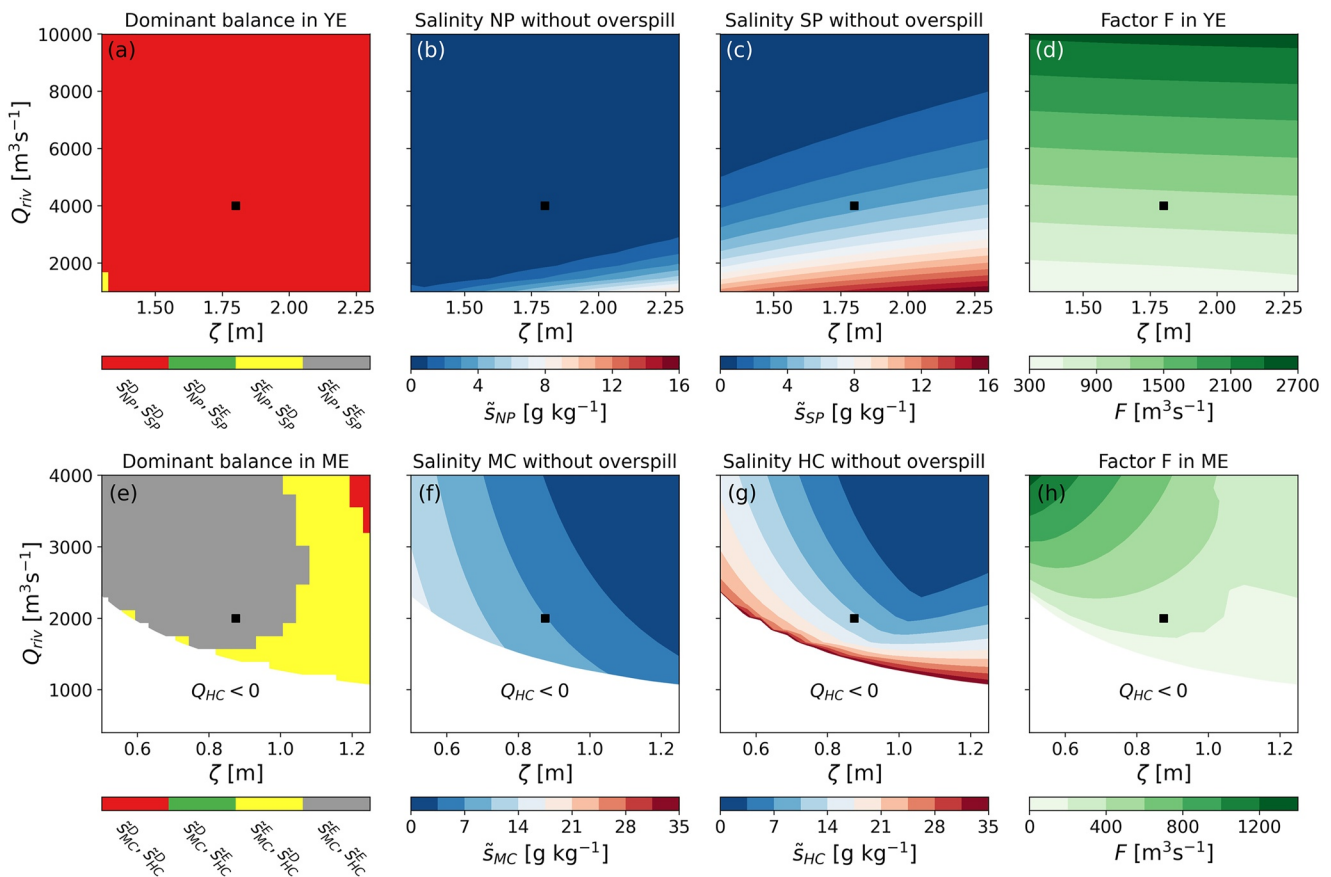 Dominant balance in YE
Salinity NP without overspill
Salinity SP without overspill
Factor F in YE
(a)
(b)
(c)
(d)
10000
8000
6000
4000
2000
Q_riv [m³s⁻¹]
1.50 1.75 2.00 2.25
1.50 1.75 2.00 2.25
1.50 1.75 2.00 2.25
1.50 1.75 2.00 2.25
ζ [m]
ζ [m]
ζ [m]
ζ [m]
s̃ᴰ_NP, s̃ᴰ_SP
s̃ᴰ_NP, s̃ᴱ_SP
s̃ᴱ_NP, s̃ᴰ_SP
s̃ᴱ_NP, s̃ᴱ_SP
0 4 8 12 16
0 4 8 12 16
300 900 1500 2100 2700
s̃_NP [g kg⁻¹]
s̃_SP [g kg⁻¹]
F [m³s⁻¹]
Dominant balance in ME
Salinity MC without overspill
Salinity HC without overspill
Factor F in ME
(e)
(f)
(g)
(h)
4000
3000
2000
1000
Q_riv [m³s⁻¹]
Q_HC < 0
Q_HC < 0
Q_HC < 0
Q_HC < 0
0.6 0.8 1.0 1.2
0.6 0.8 1.0 1.2
0.6 0.8 1.0 1.2
0.6 0.8 1.0 1.2
ζ [m]
ζ [m]
ζ [m]
ζ [m]
s̃ᴰ_MC, s̃ᴰ_HC
s̃ᴰ_MC, s̃ᴱ_HC
s̃ᴱ_MC, s̃ᴰ_HC
s̃ᴱ_MC, s̃ᴱ_HC
0 7 14 21 28 35
0 7 14 21 28 35
0 400 800 1200
s̃_MC [g kg⁻¹]
s̃_HC [g kg⁻¹]
F [m³s⁻¹]